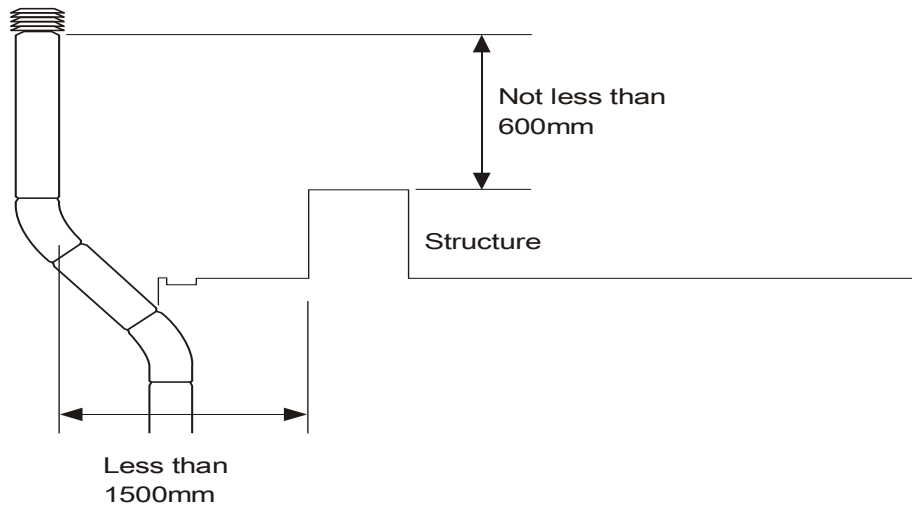 Not less than
600mm
Structure
Less than
1500mm